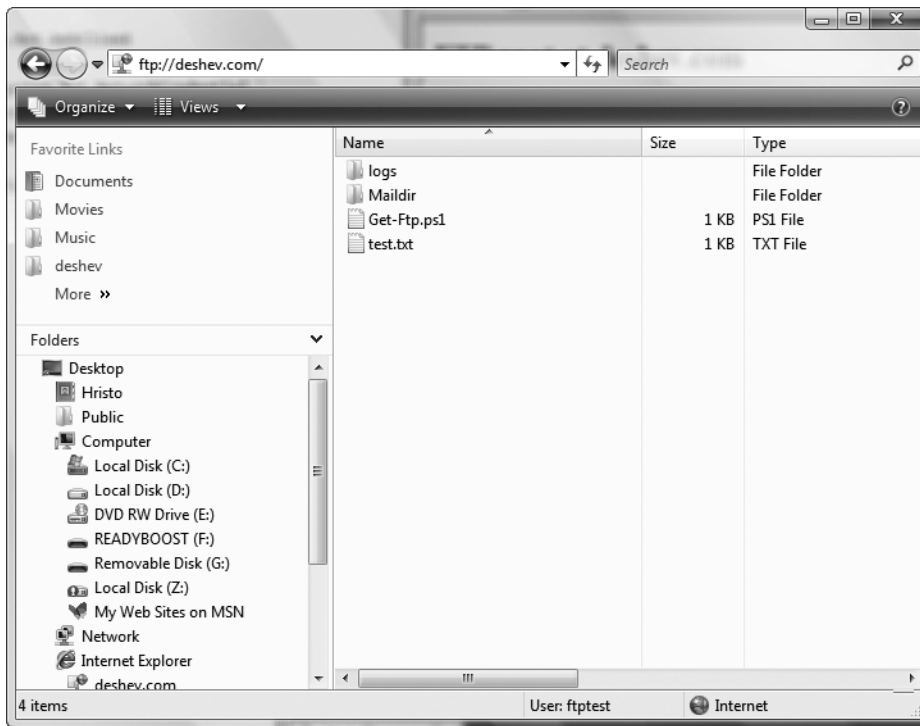 ftp://deshev.com/
Search
Organize
Views
Favorite Links
Documents
Movies
Music
deshev
More »
Folders
Desktop
Hristo
Public
Computer
Local Disk (C:)
Local Disk (D:)
DVD RW Drive (E:)
READYBOOST (F:)
Removable Disk (G:)
Local Disk (Z:)
My Web Sites on MSN
Network
Internet Explorer
deshev.com
Name Size Type
logs File Folder
Maildir File Folder
Get-Ftp.ps1 1 KB PS1 File
test.txt 1 KB TXT File
4 items User: ftptest Internet